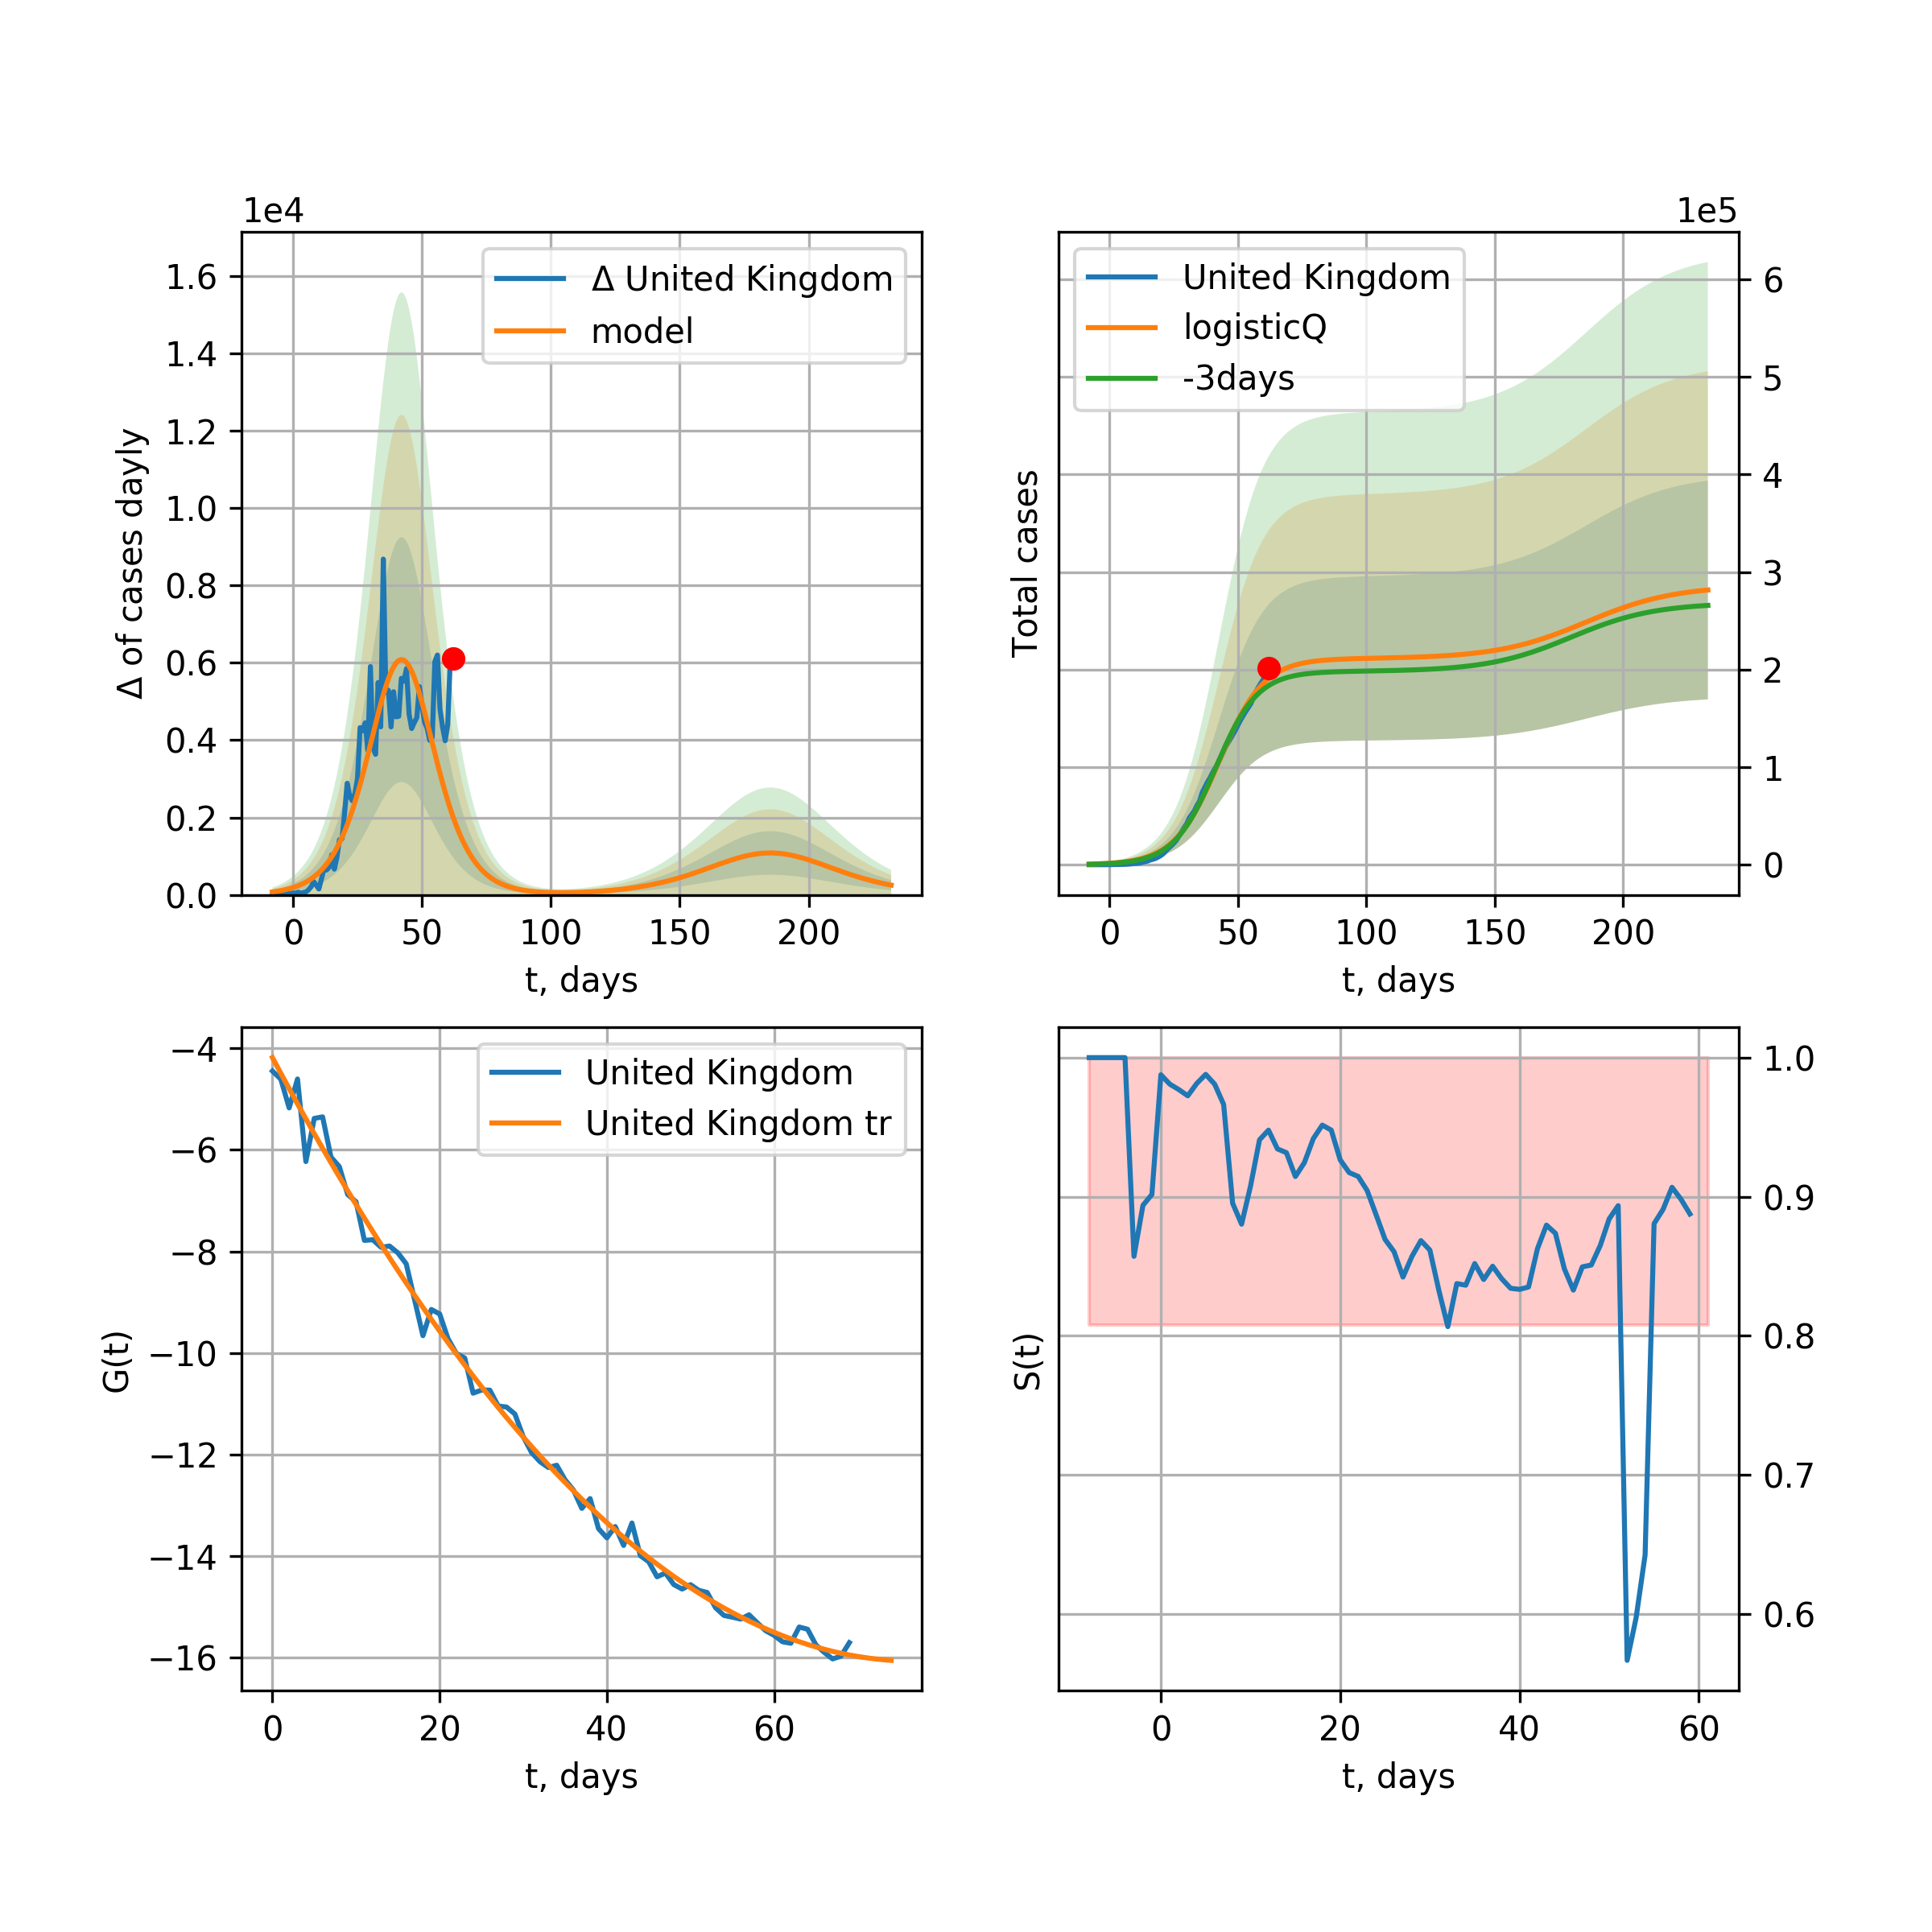 1e4
1.6
1.4
1.2
1.0
0.8
0.6
0.4
0.2
0.0
Δ of cases dayly
Δ United Kingdom
model
0 50 100 150 200
t, days
1e5
United Kingdom
logisticQ
-3days
Total cases
6
5
4
3
2
1
0
0 50 100 150 200
t, days
−4
−6
−8
−10
−12
−14
−16
G(t)
United Kingdom
United Kingdom tr
0 20 40 60
t, days
S(t)
1.0
0.9
0.8
0.7
0.6
0 20 40 60
t, days